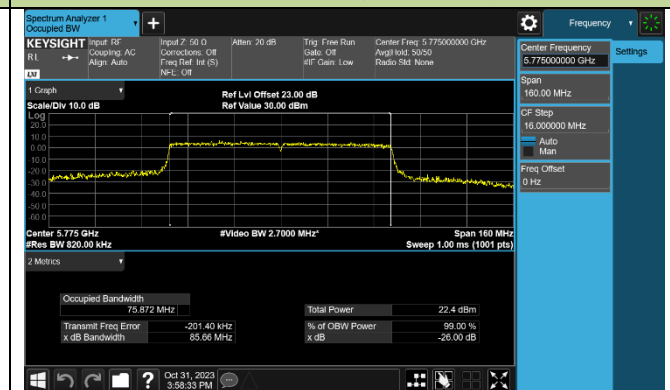 Spectrum Analyzer 1
Occupied BW
Frequency
KEYSIGHT
RL
LXI
Input: RF
Coupling: AC
Align: Auto
Input Z: 50 Ω
Corrections: Off
Freq Ref: Int (S)
NFE: Off
Atten: 20 dB
Trig: Free Run
Gate: Off
#IF Gain: Low
Center Freq: 5.775000000 GHz
Avg|Hold: 50/50
Radio Std: None
Center Frequency
5.775000000 GHz
Settings
Span
160.00 MHz
CF Step
16.000000 MHz
Auto
Man
Freq Offset
0 Hz
1 Graph
Scale/Div 10.0 dB
Ref Lvl Offset 23.00 dB
Ref Value 30.00 dBm
Log
20.0
10.0
0.00
-10.0
-20.0
-30.0
-40.0
-50.0
-60.0
Center 5.775 GHz
#Video BW 2.7000 MHz*
Span 160 MHz
#Res BW 820.00 kHz
Sweep 1.00 ms (1001 pts)
2 Metrics
Occupied Bandwidth
75.872 MHz
Total Power 22.4 dBm
Transmit Freq Error -201.40 kHz
% of OBW Power 99.00 %
x dB Bandwidth 85.66 MHz
x dB -26.00 dB
?
Oct 31, 2023
3:58:33 PM